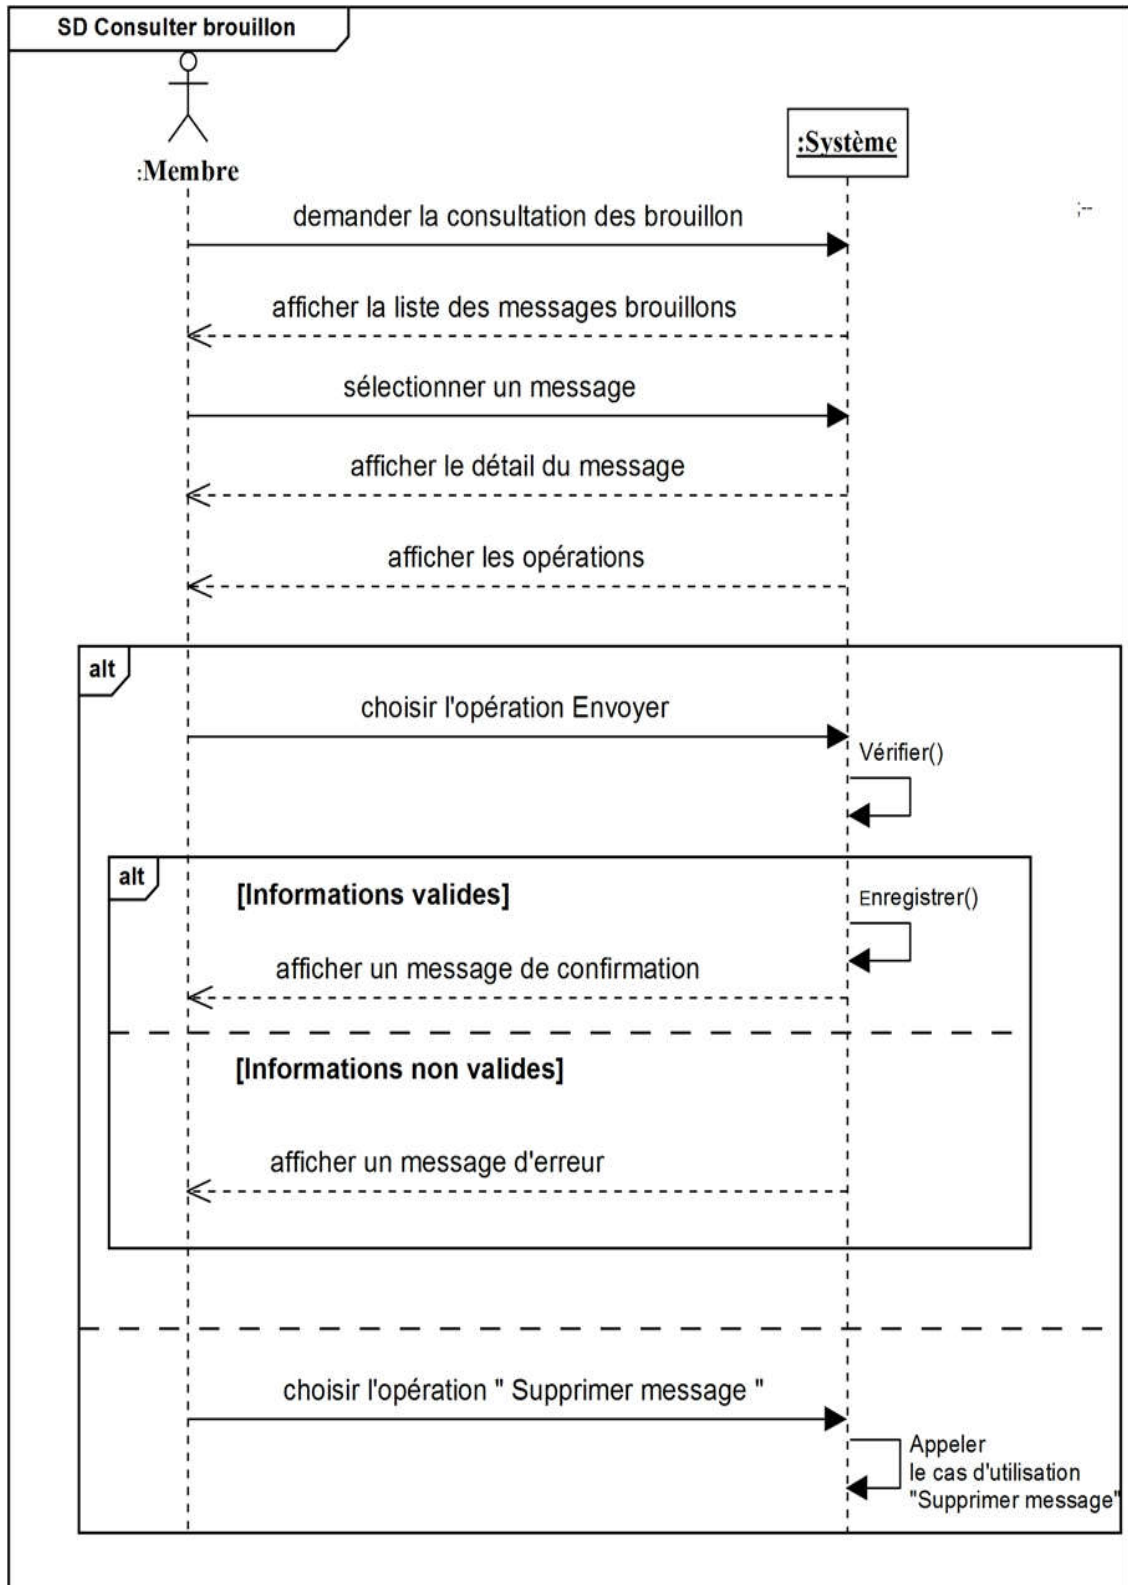 SD Consulter brouillon
:Membre
:Système
;--
demander la consultation des brouillon
afficher la liste des messages brouillons
sélectionner un message
afficher le détail du message
afficher les opérations
alt
choisir l'opération Envoyer
Vérifier()
alt
[Informations valides]
Enregistrer()
afficher un message de confirmation
[Informations non valides]
afficher un message d'erreur
choisir l'opération " Supprimer message "
Appeler
le cas d'utilisation
"Supprimer message"